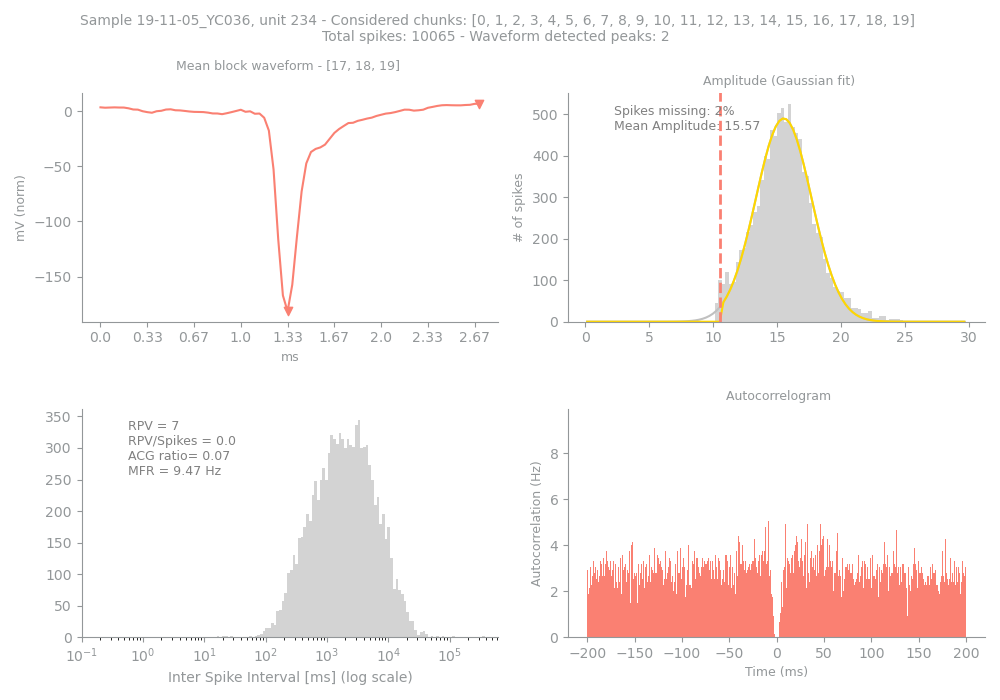 Sample 19-11-05_YC036, unit 234 - Considered chunks: [0, 1, 2, 3, 4, 5, 6, 7, 8, 9, 10, 11, 12, 13, 14, 15, 16, 17, 18, 19]
Total spikes: 10065 - Waveform detected peaks: 2
Mean block waveform - [17, 18, 19]
mV (norm)
0
−50
−100
−150
0.0 0.33 0.67 1.0 1.33 1.67 2.0 2.33 2.67
ms
Amplitude (Gaussian fit)
Spikes missing: 2%
Mean Amplitude: 15.57
# of spikes
500
400
300
200
100
0
0 5 10 15 20 25 30
RPV = 7
RPV/Spikes = 0.0
ACG ratio= 0.07
MFR = 9.47 Hz
350
300
250
200
150
100
50
0
10⁻¹ 10⁰ 10¹ 10² 10³ 10⁴ 10⁵
Inter Spike Interval [ms] (log scale)
Autocorrelogram
Autocorrelation (Hz)
8
6
4
2
0
−200 −150 −100 −50 0 50 100 150 200
Time (ms)